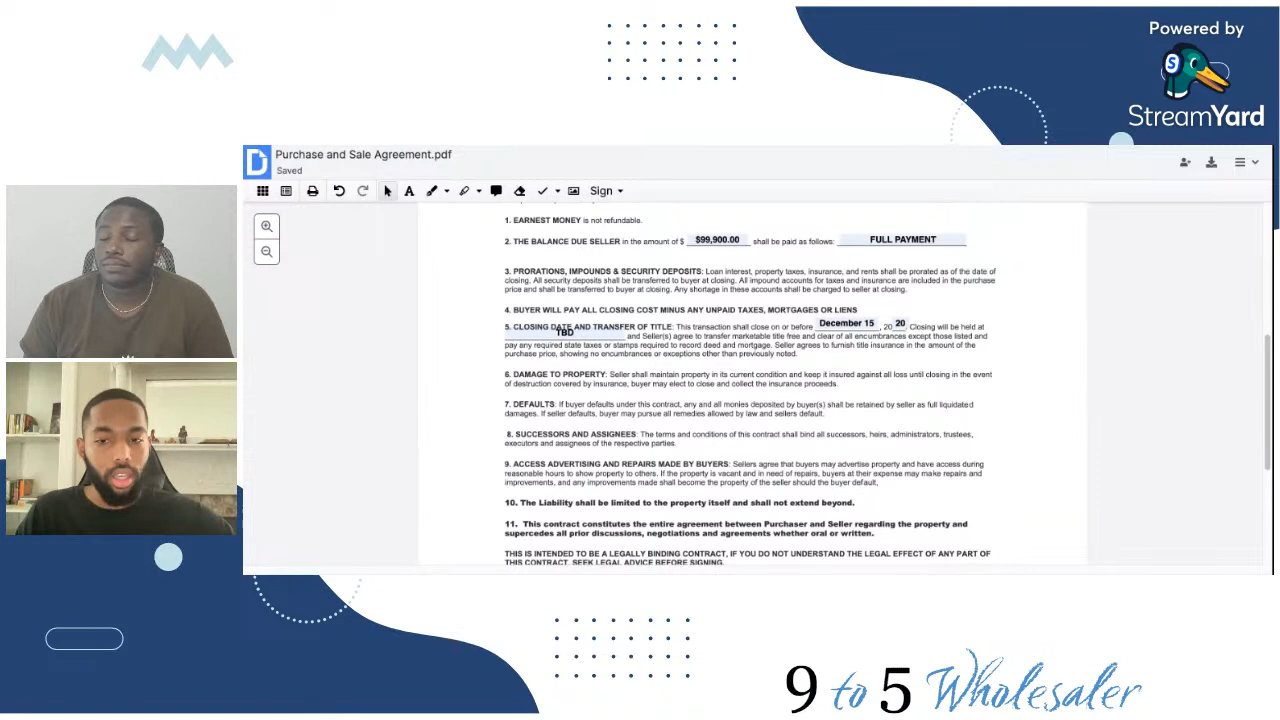 Powered by
S
StreamYard
Purchase and Sale Agreement.pdf
Saved
A
Sign
1. EARNEST MONEY is not refundable.
2. THE BALANCE DUE SELLER in the amount of $ $99,900.00 shall be paid as follows: FULL PAYMENT
3. PRORATIONS, IMPOUNDS & SECURITY DEPOSITS: Loan interest, property taxes, insurance, and rents shall be prorated as of the date of
closing. All security deposits shall be transferred to buyer at closing. All impound accounts for taxes and insurance are included in the purchase
price and shall be transferred to buyer at closing. Any shortage in these accounts shall be charged to seller at closing.
4. BUYER WILL PAY ALL CLOSING COST MINUS ANY UNPAID TAXES, MORTGAGES OR LIENS
5. CLOSING DATE AND TRANSFER OF TITLE: This transaction shall close on or before December 15, 20 20. Closing will be held at
TBD and Seller(s) agree to transfer marketable title free and clear of all encumbrances except those listed and
pay any required state taxes or stamps required to record deed and mortgage. Seller agrees to furnish title insurance in the amount of the
purchase price, showing no encumbrances or exceptions other than previously noted.
6. DAMAGE TO PROPERTY: Seller shall maintain property in its current condition and keep it insured against all loss until closing in the event
of destruction covered by insurance, buyer may elect to close and collect the insurance proceeds.
7. DEFAULTS: If buyer defaults under this contract, any and all monies deposited by buyer(s) shall be retained by seller as full liquidated
damages. If seller defaults, buyer may pursue all remedies allowed by law and sellers default.
8. SUCCESSORS AND ASSIGNEES: The terms and conditions of this contract shall bind all successors, heirs, administrators, trustees,
executors and assignees of the respective parties.
9. ACCESS ADVERTISING AND REPAIRS MADE BY BUYERS: Sellers agree that buyers may advertise property and have access during
reasonable hours to show property to others. If the property is vacant and in need of repairs, buyers at their expense may make repairs and
improvements, and any improvements made shall become the property of the seller should the buyer default,
10. The Liability shall be limited to the property itself and shall not extend beyond.
11. This contract constitutes the entire agreement between Purchaser and Seller regarding the property and
supercedes all prior discussions, negotiations and agreements whether oral or written.
THIS IS INTENDED TO BE A LEGALLY BINDING CONTRACT, IF YOU DO NOT UNDERSTAND THE LEGAL EFFECT OF ANY PART OF
THIS CONTRACT, SEEK LEGAL ADVICE BEFORE SIGNING.
9 to 5 Wholesaler